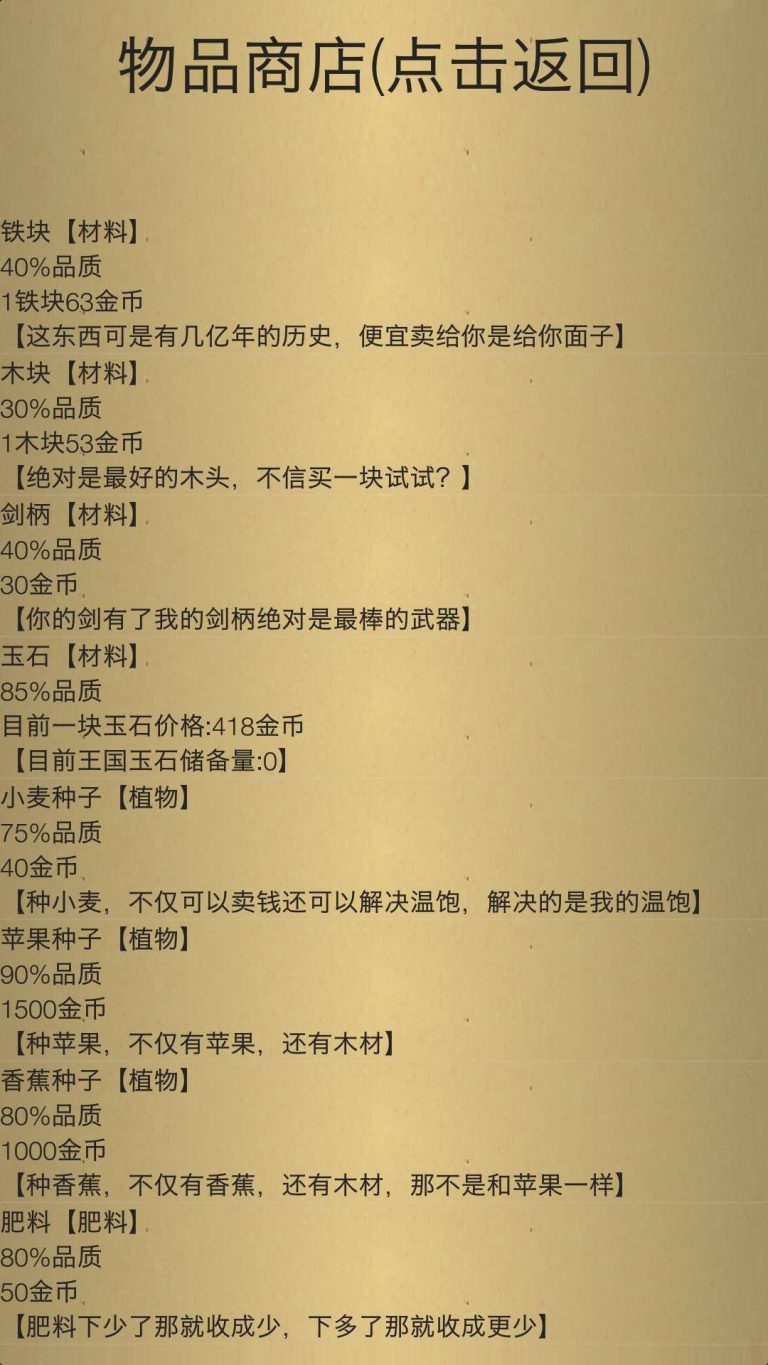 物品商店(点击返回)
铁块【材料】
40%品质
1铁块63金币
【这东西可是有几亿年的历史，便宜卖给你是给你面子】
木块【材料】
30%品质
1木块53金币
【绝对是最好的木头，不信买一块试试？】
剑柄【材料】
40%品质
30金币
【你的剑有了我的剑柄绝对是最棒的武器】
玉石【材料】
85%品质
目前一块玉石价格:418金币
【目前王国玉石储备量:0】
小麦种子【植物】
75%品质
40金币
【种小麦，不仅可以卖钱还可以解决温饱，解决的是我的温饱】
苹果种子【植物】
90%品质
1500金币
【种苹果，不仅有苹果，还有木材】
香蕉种子【植物】
80%品质
1000金币
【种香蕉，不仅有香蕉，还有木材，那不是和苹果一样】
肥料【肥料】
80%品质
50金币
【肥料下少了那就收成少，下多了那就收成更少】